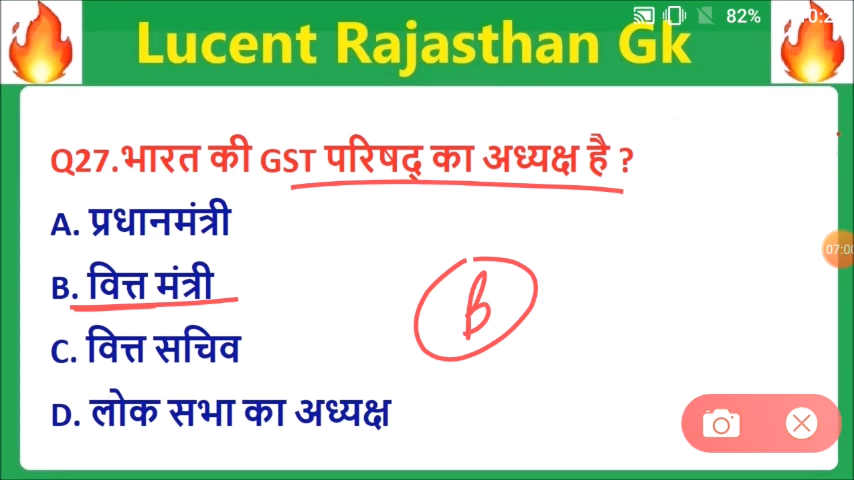 82%
Lucent Rajasthan Gk
Q27.भारत की GST परिषद् का अध्यक्ष है ?
A. प्रधानमंत्री
B. वित्त मंत्री
B
C. वित्त सचिव
D. लोक सभा का अध्यक्ष